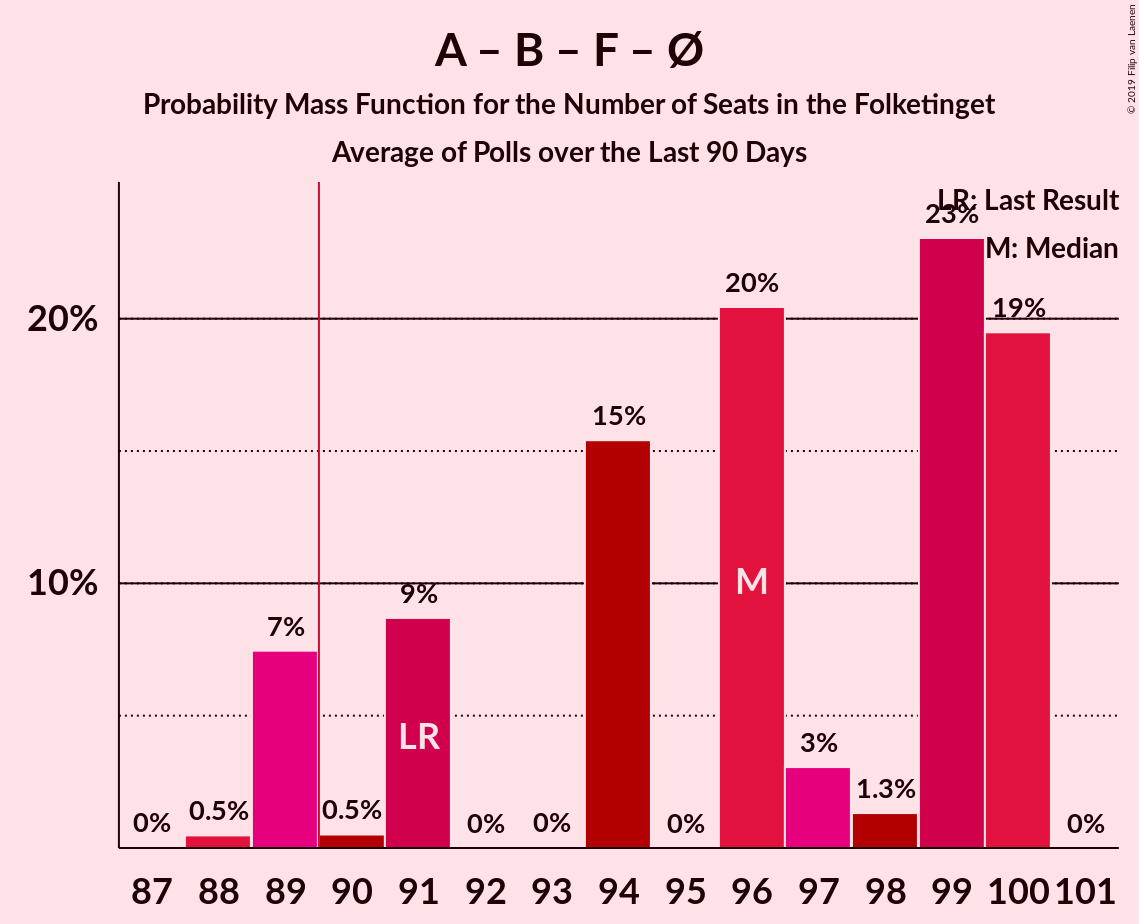 A – B – F – Ø
Probability Mass Function for the Number of Seats in the Folketinget
Average of Polls over the Last 90 Days
© 2019 Filip van Laenen
LR: Last Result
M: Median
23%
20%
19%
20%
15%
10%
9%
7%
M
LR
3%
1.3%
0%
0.5%
0.5%
0%
0%
0%
0%
87 88 89 90 91 92 93 94 95 96 97 98 99 100 101